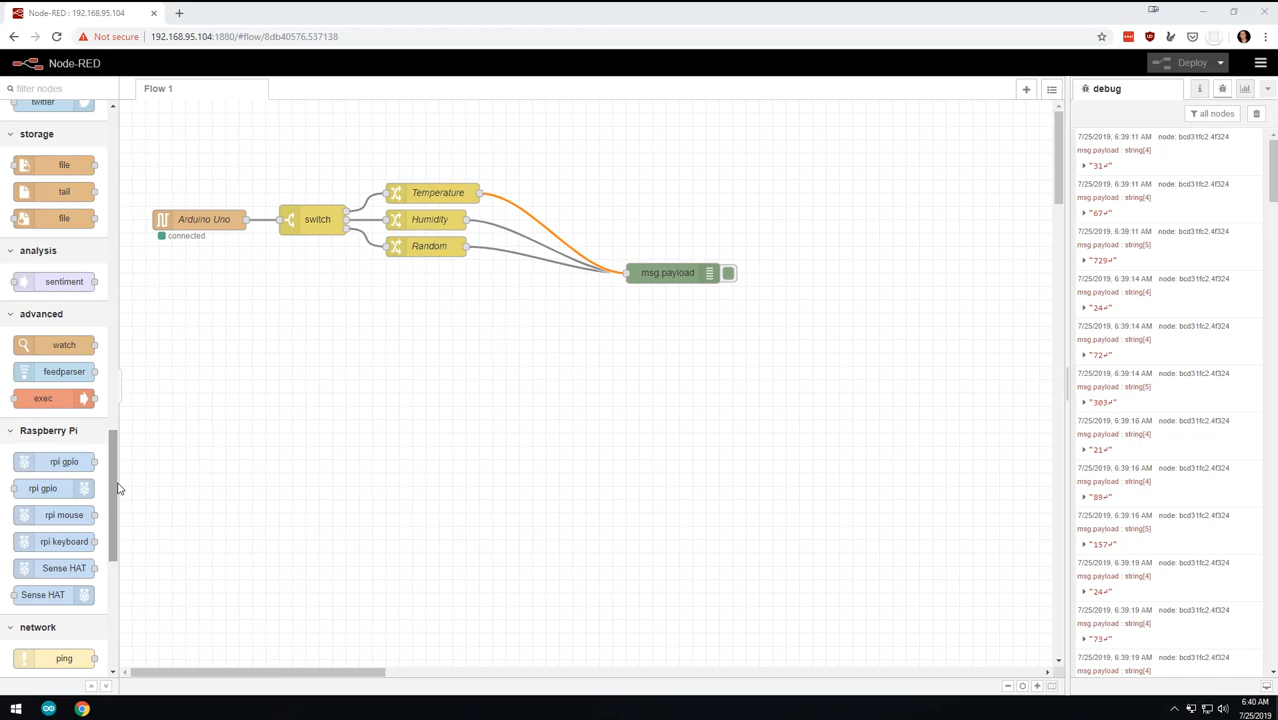 Node-RED : 192.168.95.104
Not secure
192.168.95.104:1880/#flow/8db40576.537138
Node-RED
Deploy
filter nodes
Flow 1
debug
i
all nodes
twitter
storage
file
tail
file
analysis
sentiment
advanced
watch
feedparser
exec
Raspberry Pi
rpi gpio
rpi gpio
rpi mouse
rpi keyboard
Sense HAT
Sense HAT
network
ping
Arduino Uno
connected
switch
Temperature
Humidity
Random
msg.payload
7/25/2019, 6:39:11 AM node: bcd31fc2.4f324
msg.payload : string[4]
"31↵"
7/25/2019, 6:39:11 AM node: bcd31fc2.4f324
msg.payload : string[4]
"67↵"
7/25/2019, 6:39:11 AM node: bcd31fc2.4f324
msg.payload : string[5]
"729↵"
7/25/2019, 6:39:14 AM node: bcd31fc2.4f324
msg.payload : string[4]
"24↵"
7/25/2019, 6:39:14 AM node: bcd31fc2.4f324
msg.payload : string[4]
"72↵"
7/25/2019, 6:39:14 AM node: bcd31fc2.4f324
msg.payload : string[5]
"303↵"
7/25/2019, 6:39:16 AM node: bcd31fc2.4f324
msg.payload : string[4]
"21↵"
7/25/2019, 6:39:16 AM node: bcd31fc2.4f324
msg.payload : string[4]
"89↵"
7/25/2019, 6:39:16 AM node: bcd31fc2.4f324
msg.payload : string[5]
"157↵"
7/25/2019, 6:39:19 AM node: bcd31fc2.4f324
msg.payload : string[4]
"24↵"
7/25/2019, 6:39:19 AM node: bcd31fc2.4f324
msg.payload : string[4]
"73↵"
7/25/2019, 6:39:19 AM node: bcd31fc2.4f324
msg.payload : string[4]
6:40 AM
7/25/2019